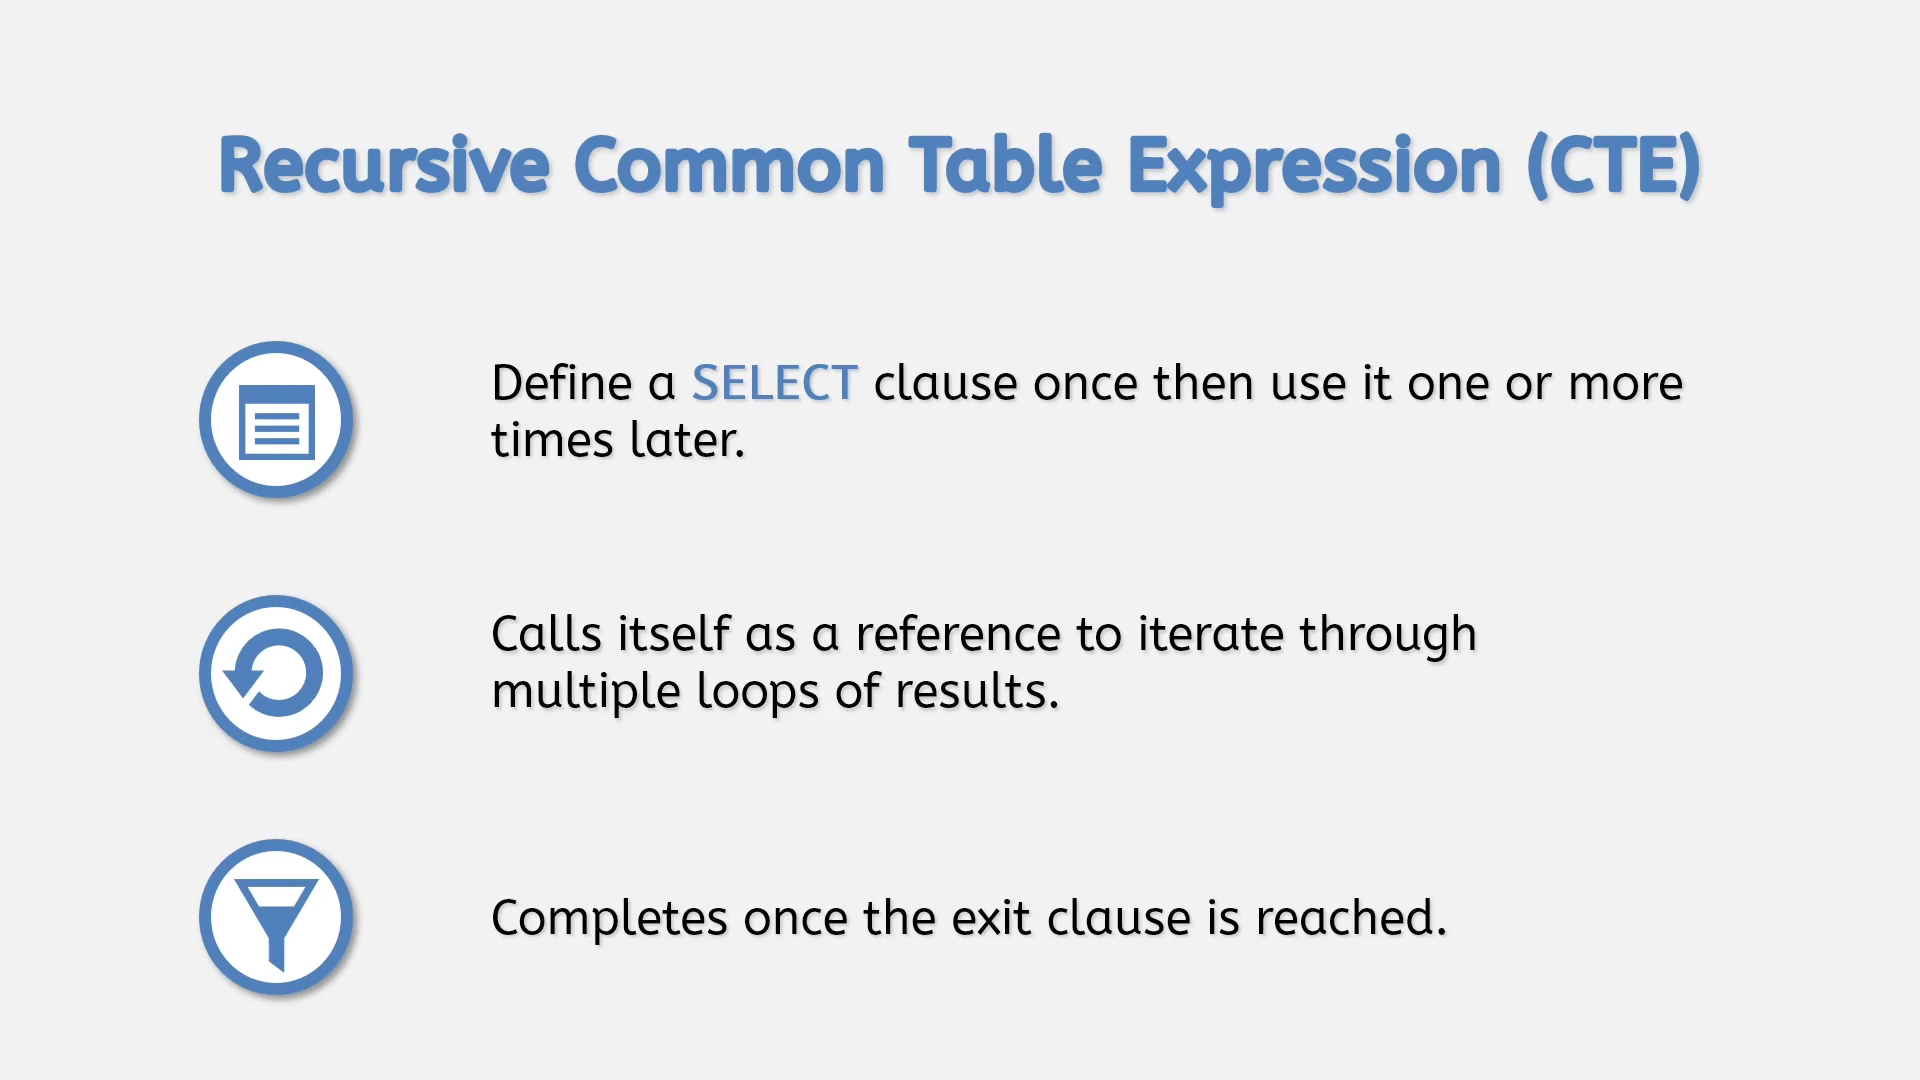 Recursive Common Table Expression (CTE)
Define a SELECT clause once then use it one or more
times later.
Calls itself as a reference to iterate through
multiple loops of results.
Completes once the exit clause is reached.